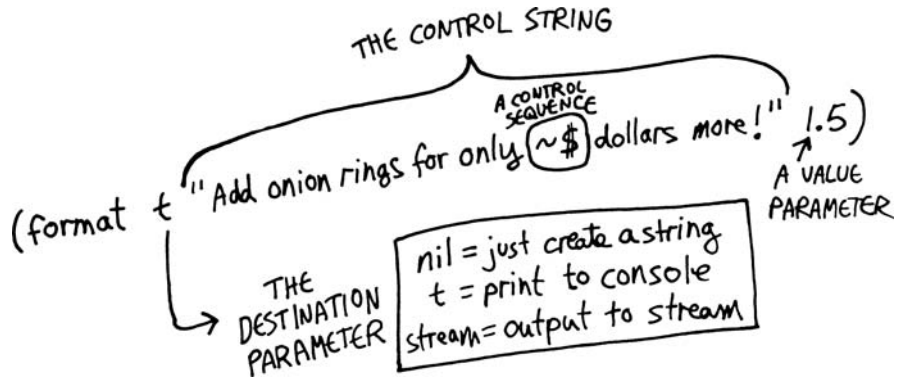 THE CONTROL STRING
A CONTROL
SEQUENCE
(format t "Add onion rings for only ~$ dollars more!" 1.5)
A VALUE
PARAMETER
THE
DESTINATION
PARAMETER
nil = just create a string
t = print to console
stream = output to stream